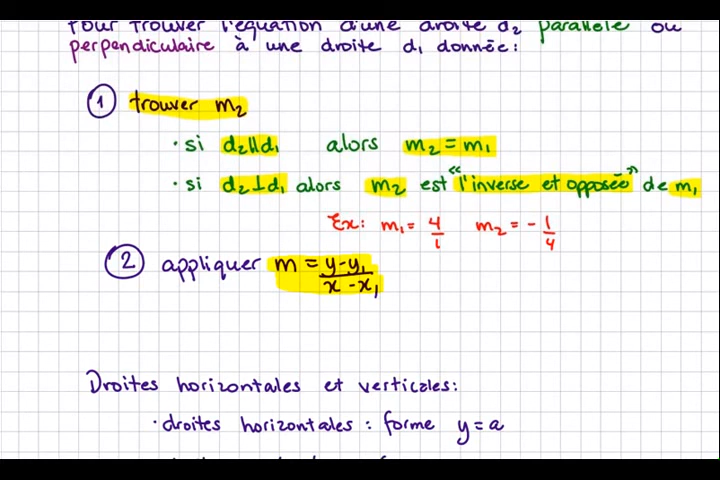 Pour trouver l'équation d'une droite d₂ parallèle ou
perpendiculaire à une droite d₁ donnée:
① trouver m₂
· si d₂∥d₁ alors m₂ = m₁
· si d₂⊥d₁ alors m₂ est "l'inverse et opposée" de m₁
Ex: m₁ = 4/1 m₂ = -1/4
② appliquer m = y-y₁ / x-x₁
Droites horizontales et verticales:
· droites horizontales : forme y = a